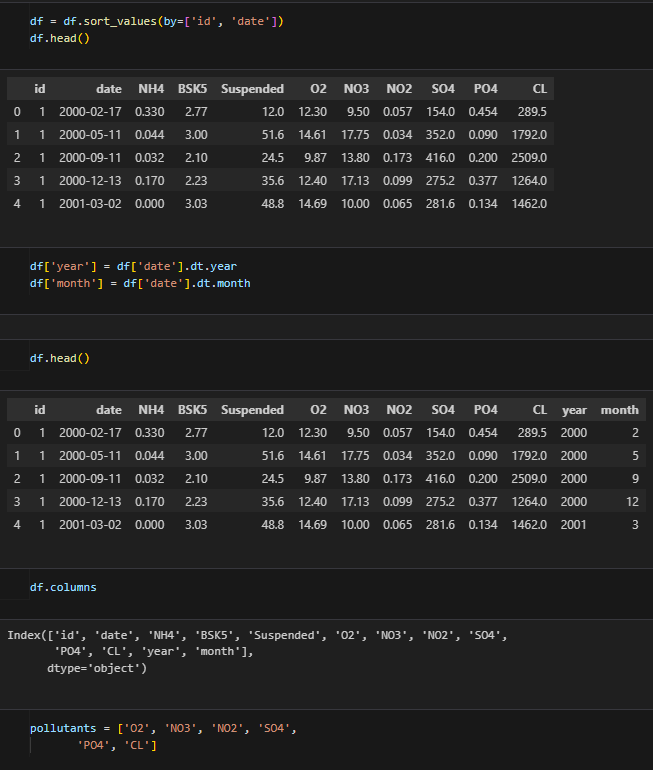 df = df.sort_values(by=['id', 'date'])
df.head()
id date NH4 BSK5 Suspended O2 NO3 NO2 SO4 PO4 CL
0 1 2000-02-17 0.330 2.77 12.0 12.30 9.50 0.057 154.0 0.454 289.5
1 1 2000-05-11 0.044 3.00 51.6 14.61 17.75 0.034 352.0 0.090 1792.0
2 1 2000-09-11 0.032 2.10 24.5 9.87 13.80 0.173 416.0 0.200 2509.0
3 1 2000-12-13 0.170 2.23 35.6 12.40 17.13 0.099 275.2 0.377 1264.0
4 1 2001-03-02 0.000 3.03 48.8 14.69 10.00 0.065 281.6 0.134 1462.0
df['year'] = df['date'].dt.year
df['month'] = df['date'].dt.month
df.head()
id date NH4 BSK5 Suspended O2 NO3 NO2 SO4 PO4 CL year month
0 1 2000-02-17 0.330 2.77 12.0 12.30 9.50 0.057 154.0 0.454 289.5 2000 2
1 1 2000-05-11 0.044 3.00 51.6 14.61 17.75 0.034 352.0 0.090 1792.0 2000 5
2 1 2000-09-11 0.032 2.10 24.5 9.87 13.80 0.173 416.0 0.200 2509.0 2000 9
3 1 2000-12-13 0.170 2.23 35.6 12.40 17.13 0.099 275.2 0.377 1264.0 2000 12
4 1 2001-03-02 0.000 3.03 48.8 14.69 10.00 0.065 281.6 0.134 1462.0 2001 3
df.columns
Index(['id', 'date', 'NH4', 'BSK5', 'Suspended', 'O2', 'NO3', 'NO2', 'SO4',
'PO4', 'CL', 'year', 'month'],
dtype='object')
pollutants = ['O2', 'NO3', 'NO2', 'SO4',
'PO4', 'CL']